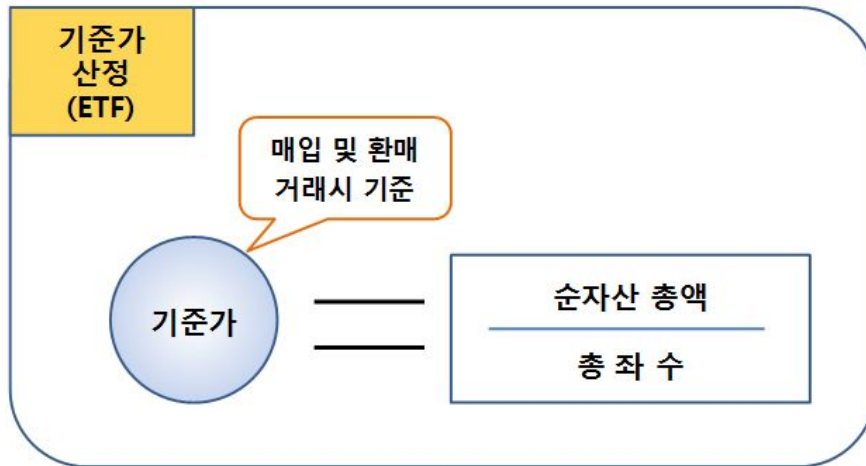 기준가
산정
(ETF)
매입 및 환매
거래시 기준
기준가
순자산 총액
총 좌 수